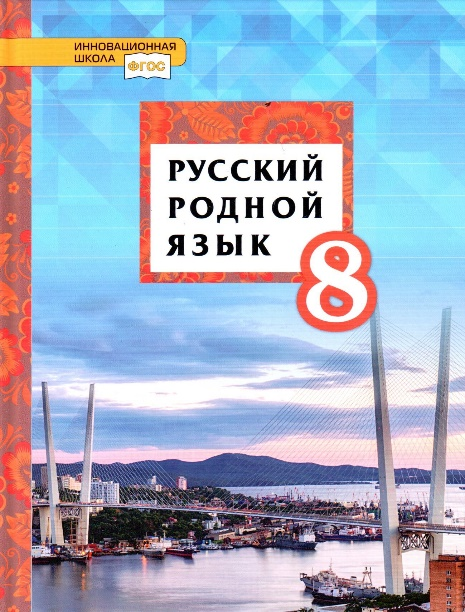 ИННОВАЦИОННАЯ
ШКОЛА
ФГОС
РУССКИЙ
РОДНОЙ
ЯЗЫК
8